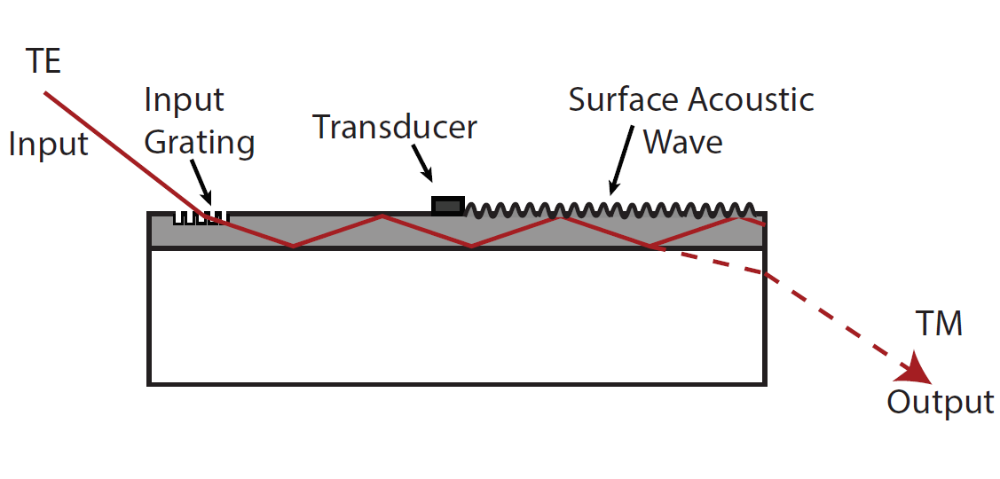 TE
Input
Input
Grating
Transducer
Surface Acoustic
Wave
TM
Output